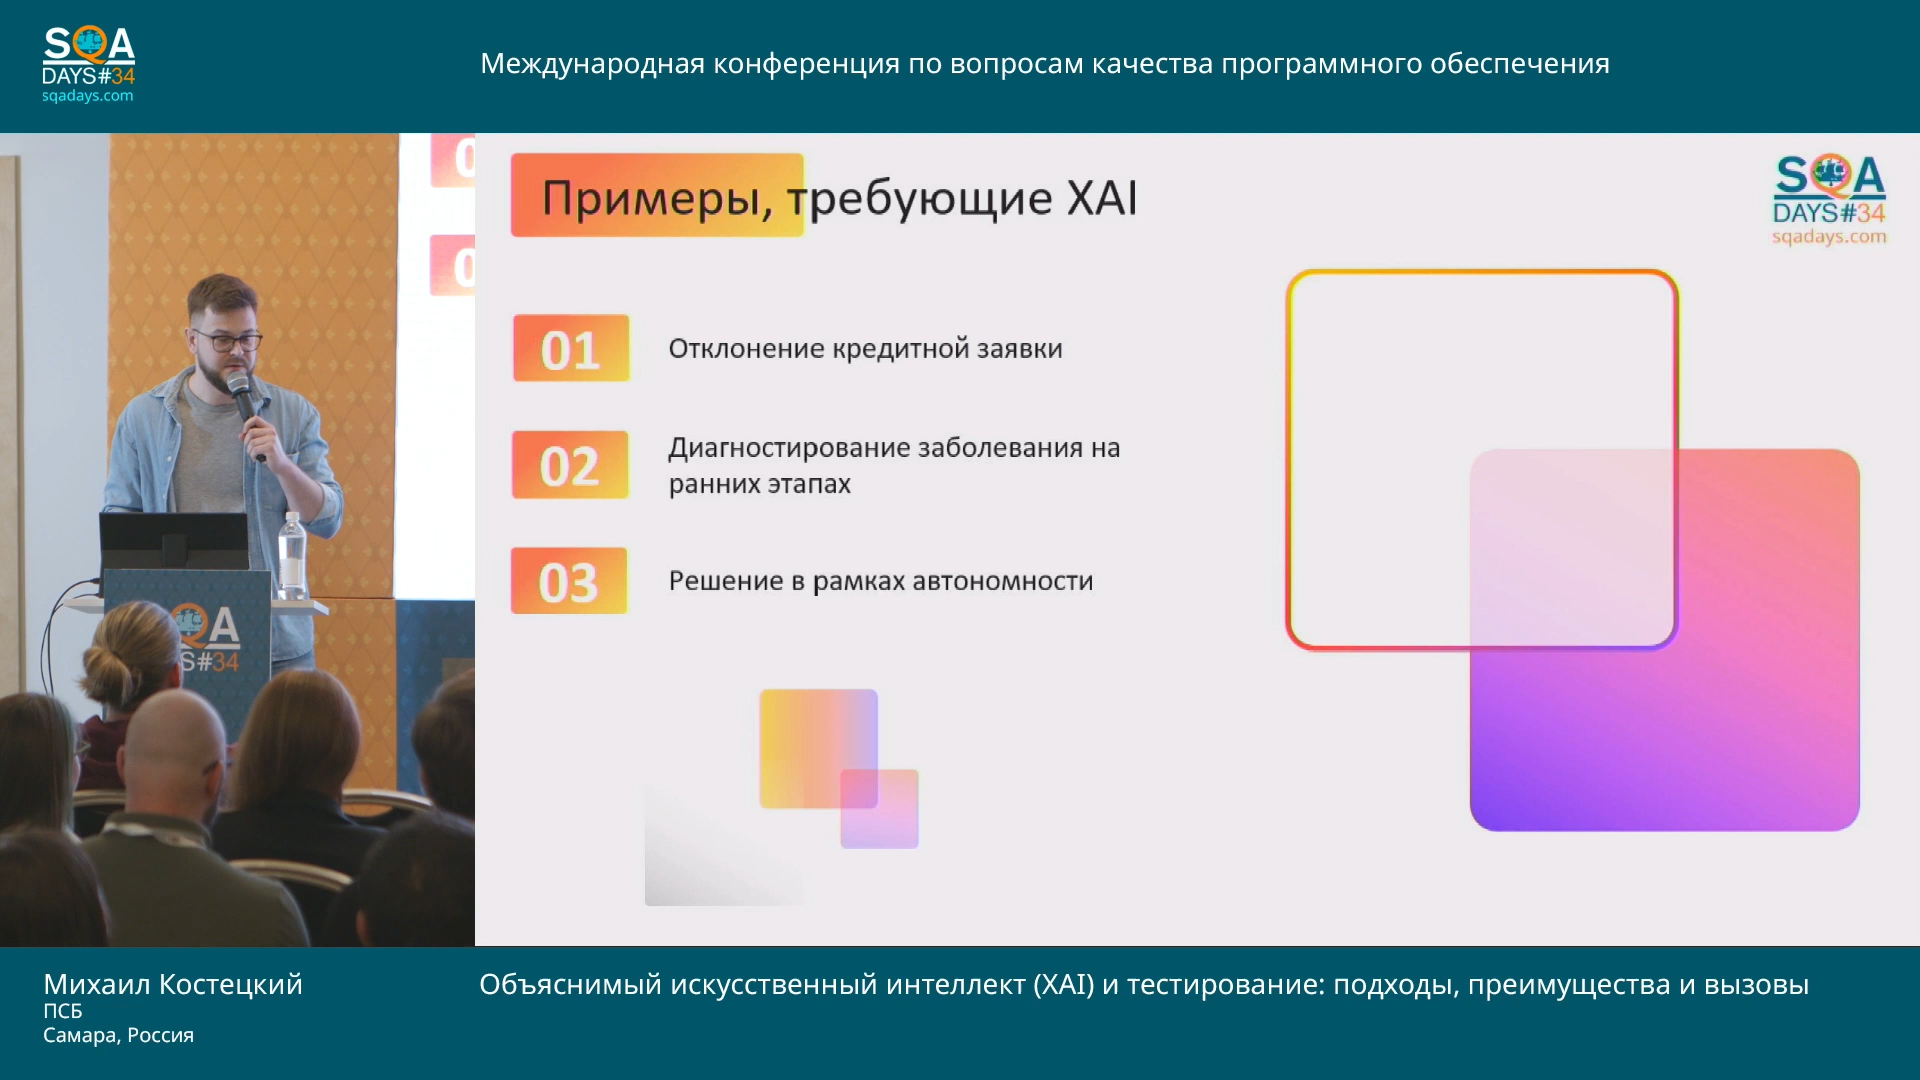 SQA
DAYS#34
sqadays.com
Международная конференция по вопросам качества программного обеспечения
Примеры, требующие XAI
SQA
DAYS#34
sqadays.com
01
Отклонение кредитной заявки
02
Диагностирование заболевания на
ранних этапах
03
Решение в рамках автономности
QA
S#34
Михаил Костецкий
ПСБ
Самара, Россия
Объяснимый искусственный интеллект (XAI) и тестирование: подходы, преимущества и вызовы